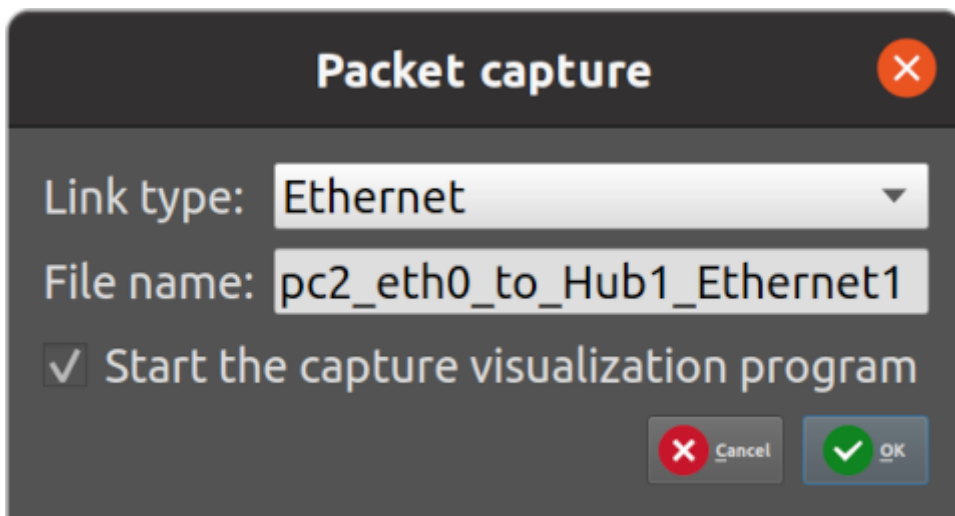 Packet capture
Link type: Ethernet
File name: pc2_eth0_to_Hub1_Ethernet1
Start the capture visualization program
Cancel OK